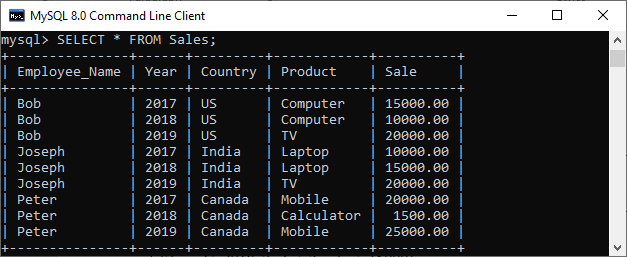 MySQL 8.0 Command Line Client
mysql> SELECT * FROM Sales;
+---------------+------+---------+------------+----------+
| Employee_Name | Year | Country | Product    | Sale     |
+---------------+------+---------+------------+----------+
| Bob           | 2017 | US      | Computer   | 15000.00 |
| Bob           | 2018 | US      | Computer   | 10000.00 |
| Bob           | 2019 | US      | TV         | 20000.00 |
| Joseph        | 2017 | India   | Laptop     | 10000.00 |
| Joseph        | 2018 | India   | Laptop     | 15000.00 |
| Joseph        | 2019 | India   | TV         | 20000.00 |
| Peter         | 2017 | Canada  | Mobile     | 20000.00 |
| Peter         | 2018 | Canada  | Calculator |  1500.00 |
| Peter         | 2019 | Canada  | Mobile     | 25000.00 |
+---------------+------+---------+------------+----------+